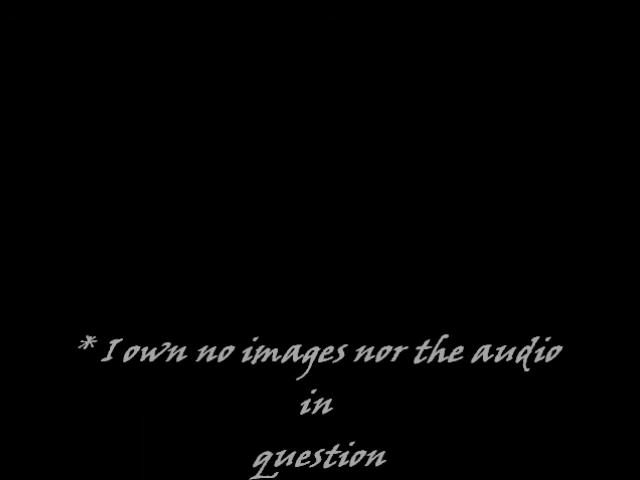 * I own no images nor the audio
in
question